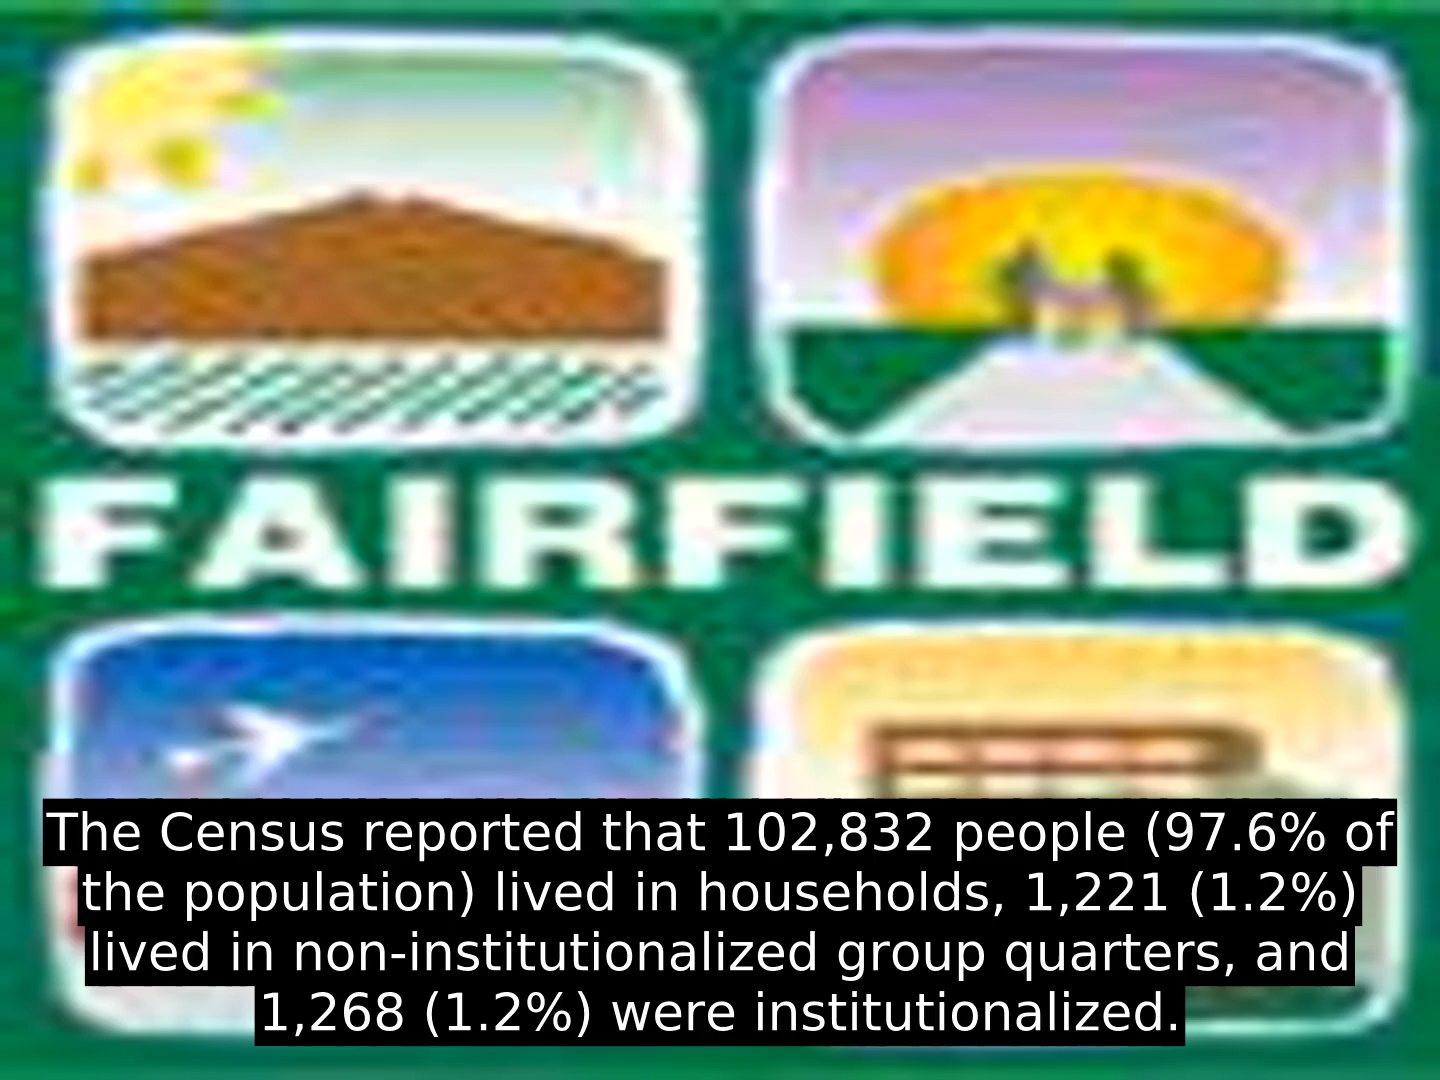 FAIRFIELD
The Census reported that 102,832 people (97.6% of
the population) lived in households, 1,221 (1.2%)
lived in non-institutionalized group quarters, and
1,268 (1.2%) were institutionalized.